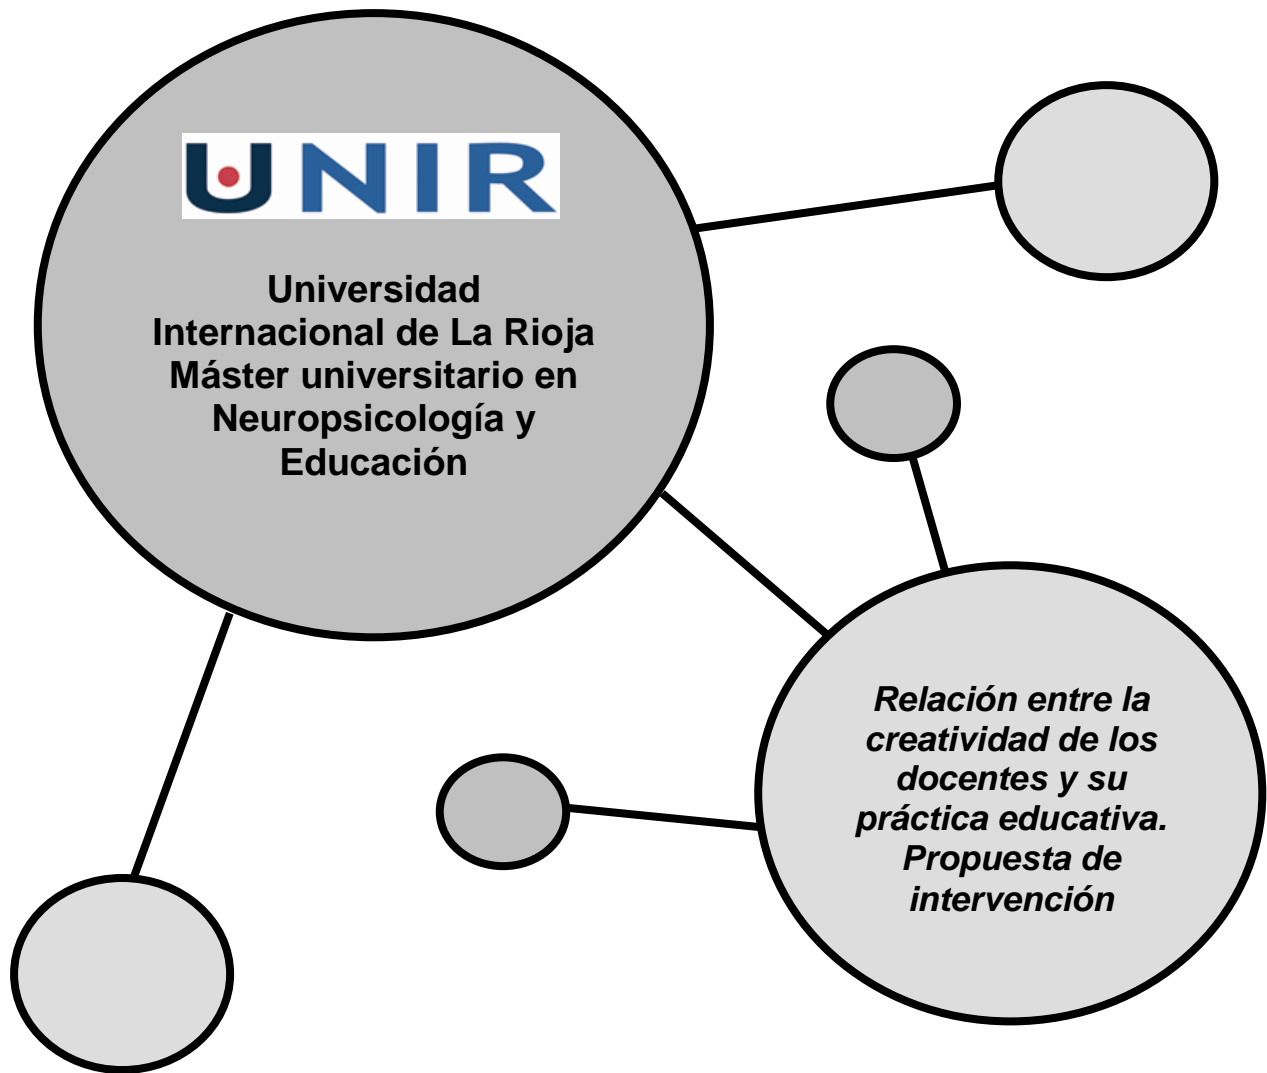 UNIR
Universidad
Internacional de La Rioja
Máster universitario en
Neuropsicología y
Educación
Relación entre la
creatividad de los
docentes y su
práctica educativa.
Propuesta de
intervención